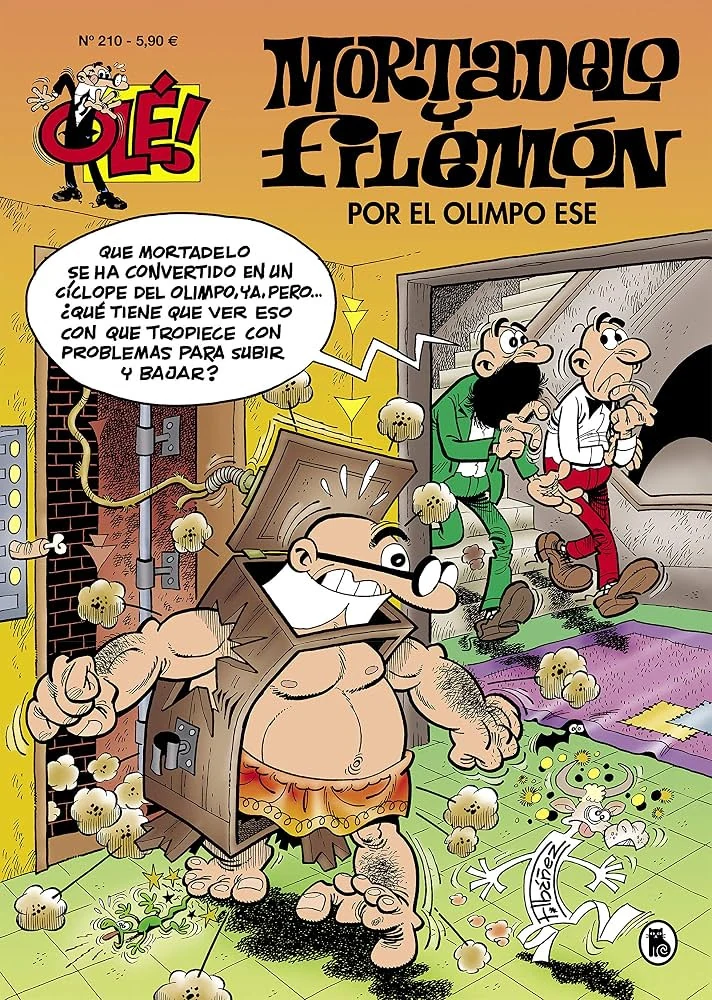 Nº 210 - 5,90 €
OLÉ!
MORTADELO
Y
FILEMÓN
POR EL OLIMPO ESE
QUE MORTADELO
SE HA CONVERTIDO EN UN
CÍCLOPE DEL OLIMPO, YA, PERO...
¿QUÉ TIENE QUE VER ESO
CON QUE TROPIECE CON
PROBLEMAS PARA SUBIR
Y BAJAR?
F. Ibáñez